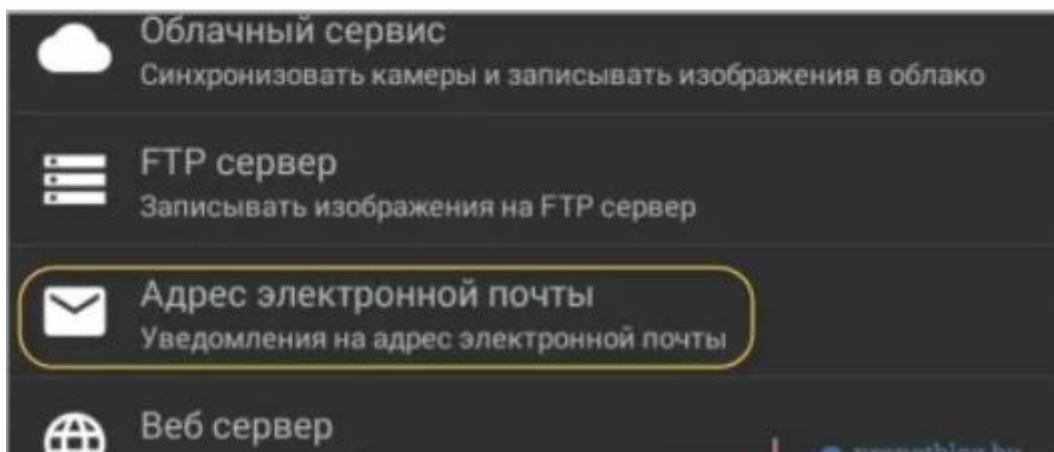 Облачный сервис
Синхронизовать камеры и записывать изображения в облако
FTP сервер
Записывать изображения на FTP сервер
Адрес электронной почты
Уведомления на адрес электронной почты
Веб сервер